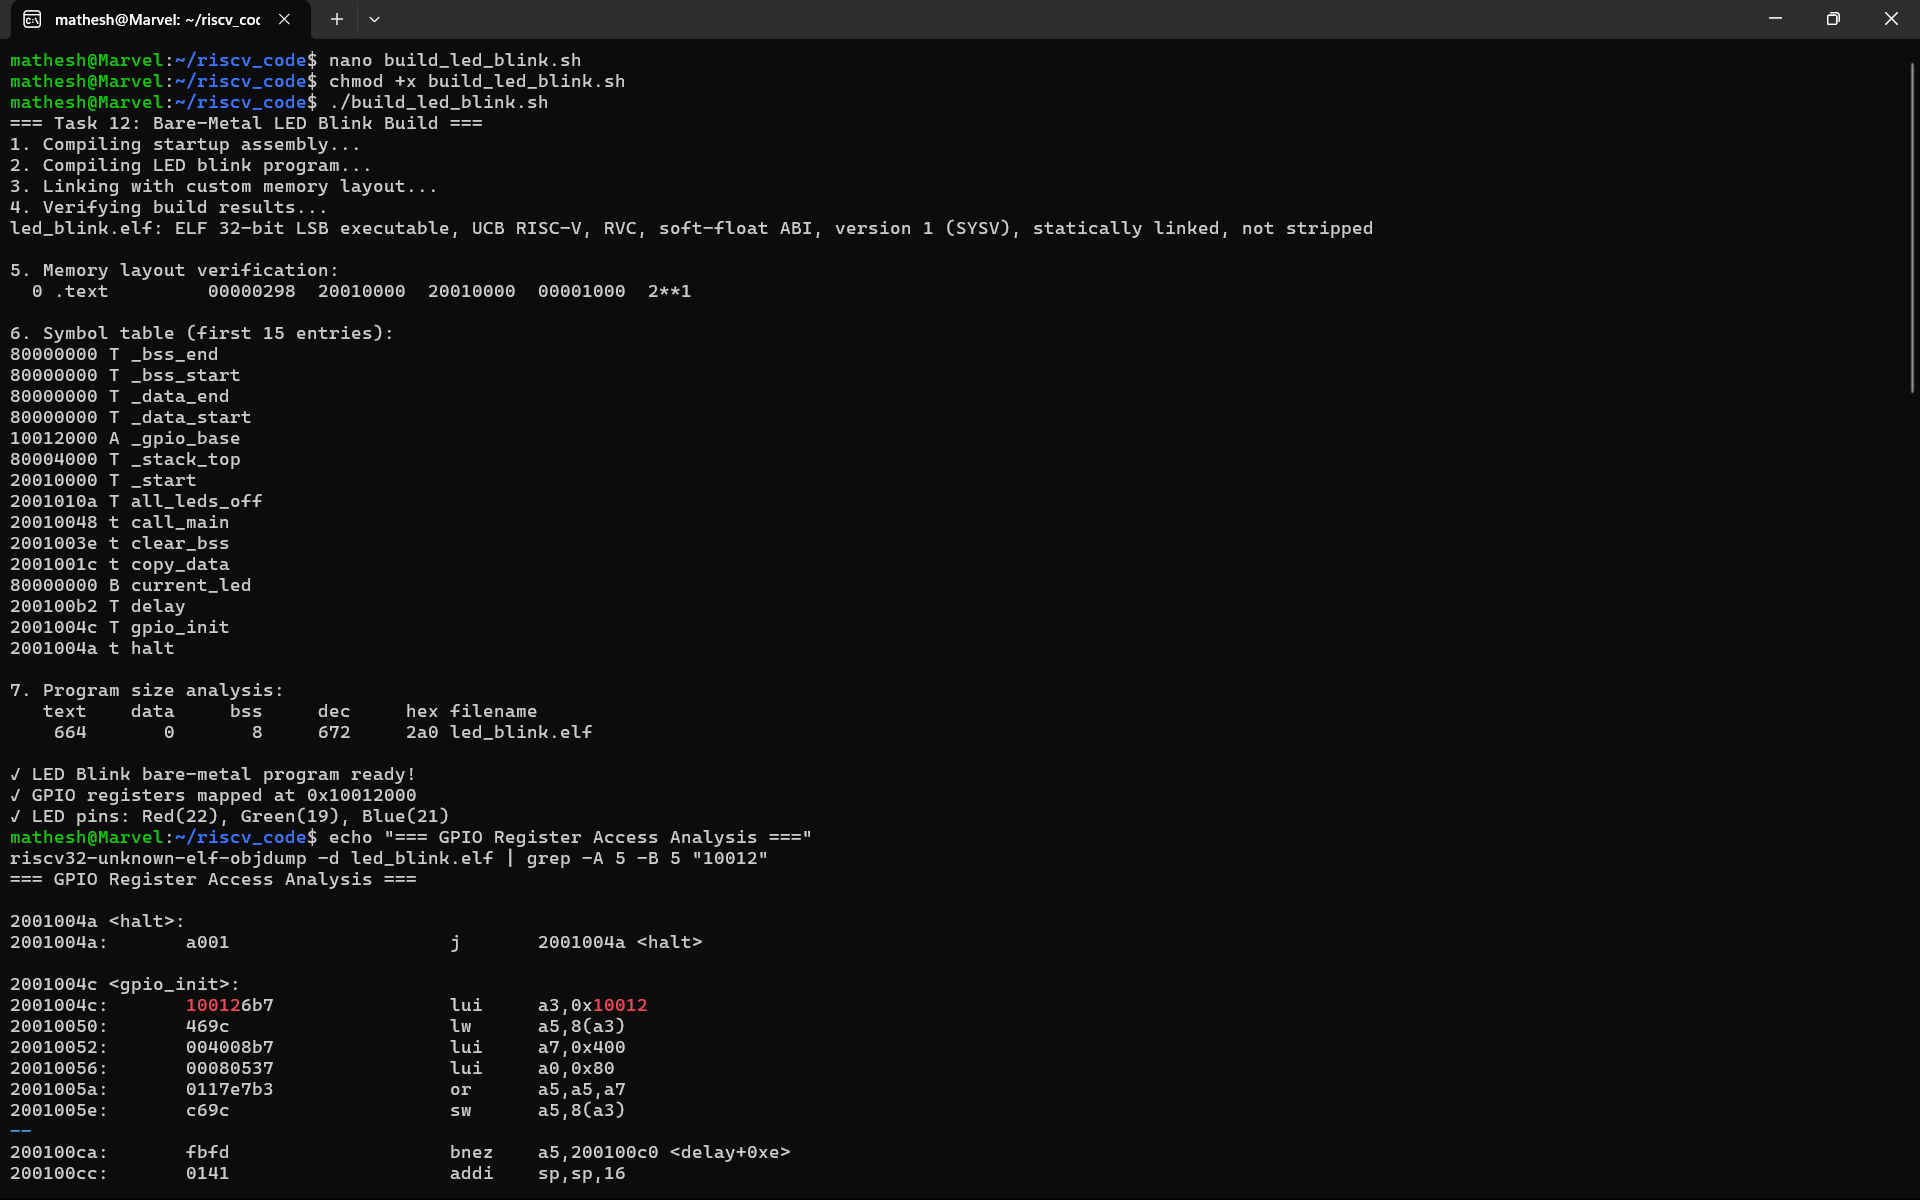 mathesh@Marvel: ~/riscv_coc
mathesh@Marvel:~/riscv_code$ nano build_led_blink.sh
mathesh@Marvel:~/riscv_code$ chmod +x build_led_blink.sh
mathesh@Marvel:~/riscv_code$ ./build_led_blink.sh
=== Task 12: Bare-Metal LED Blink Build ===
1. Compiling startup assembly...
2. Compiling LED blink program...
3. Linking with custom memory layout...
4. Verifying build results...
led_blink.elf: ELF 32-bit LSB executable, UCB RISC-V, RVC, soft-float ABI, version 1 (SYSV), statically linked, not stripped

5. Memory layout verification:
  0 .text         00000298  20010000  20010000  00001000  2**1

6. Symbol table (first 15 entries):
80000000 T _bss_end
80000000 T _bss_start
80000000 T _data_end
80000000 T _data_start
10012000 A _gpio_base
80004000 T _stack_top
20010000 T _start
2001010a T all_leds_off
20010048 t call_main
2001003e t clear_bss
2001001c t copy_data
80000000 B current_led
200100b2 T delay
2001004c T gpio_init
2001004a t halt

7. Program size analysis:
   text    data     bss     dec     hex filename
    664       0       8     672     2a0 led_blink.elf

✓ LED Blink bare-metal program ready!
✓ GPIO registers mapped at 0x10012000
✓ LED pins: Red(22), Green(19), Blue(21)
mathesh@Marvel:~/riscv_code$ echo "=== GPIO Register Access Analysis ==="
riscv32-unknown-elf-objdump -d led_blink.elf | grep -A 5 -B 5 "10012"
=== GPIO Register Access Analysis ===

2001004a <halt>:
2001004a:       a001                    j       2001004a <halt>

2001004c <gpio_init>:
2001004c:       100126b7                lui     a3,0x10012
20010050:       469c                    lw      a5,8(a3)
20010052:       004008b7                lui     a7,0x400
20010056:       00080537                lui     a0,0x80
2001005a:       0117e7b3                or      a5,a5,a7
2001005e:       c69c                    sw      a5,8(a3)
--
200100ca:       fbfd                    bnez    a5,200100c0 <delay+0xe>
200100cc:       0141                    addi    sp,sp,16